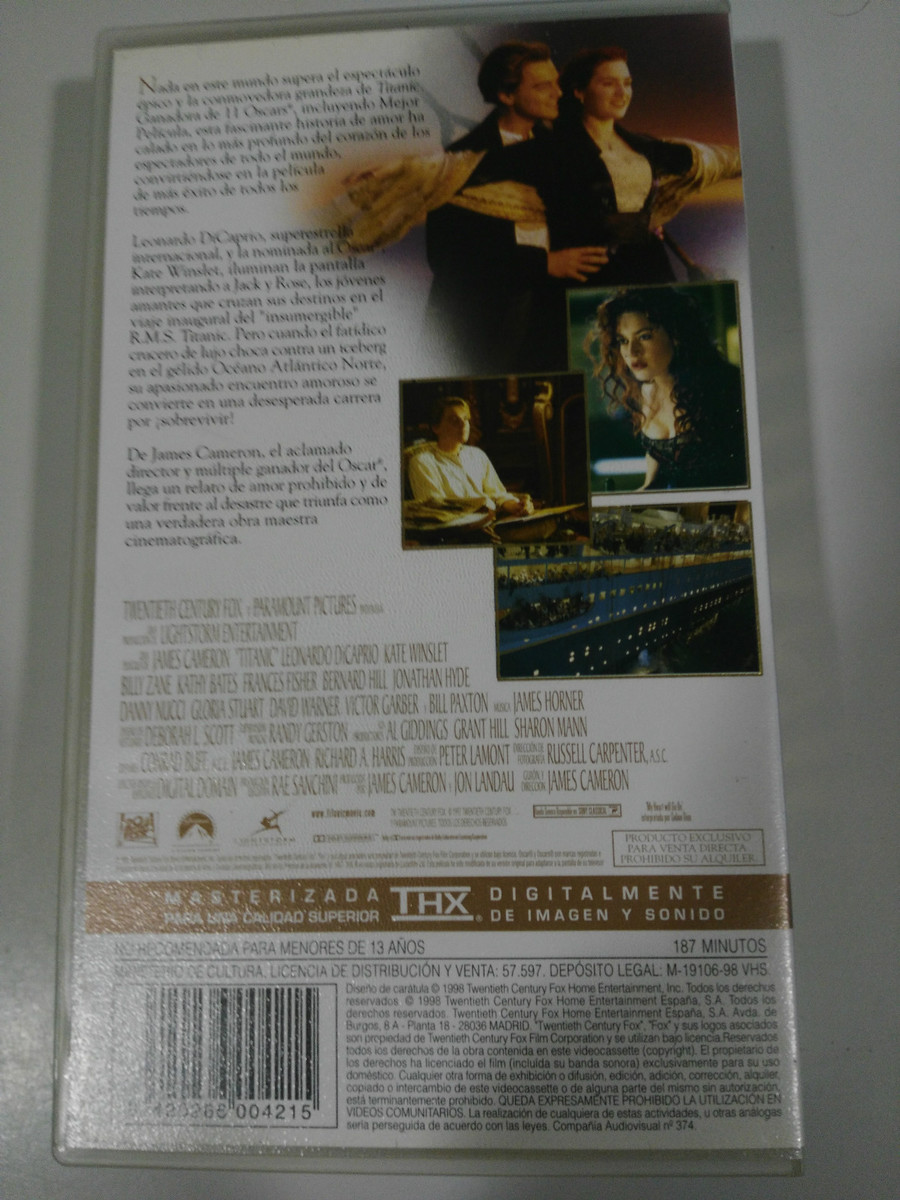 Nada en este mundo supera el espectáculo
épico y la conmovedora grandeza de Titanic.
Ganadora de 11 Oscars®, incluyendo Mejor
Película, esta fascinante historia de amor ha
calado en lo más profundo del corazón de los
espectadores de todo el mundo,
convirtiéndose en la película
de más éxito de todos los
tiempos.
Leonardo DiCaprio, superestrella
internacional, y la nominada al Oscar®,
Kate Winslet, iluminan la pantalla
interpretando a Jack y Rose, los jóvenes
amantes que cruzan sus destinos en el
viaje inaugural del "insumergible"
R.M.S. Titanic. Pero cuando el fatídico
crucero de lujo choca contra un iceberg
en el gélido Océano Atlántico Norte,
su apasionado encuentro amoroso se
convierte en una desesperada carrera
por ¡sobrevivir!
De James Cameron, el aclamado
director y múltiple ganador del Oscar®,
llega un relato de amor prohibido y de
valor frente al desastre que triunfa como
una verdadera obra maestra
cinematográfica.
TWENTIETH CENTURY FOX Y PARAMOUNT PICTURES
LIGHTSTORM ENTERTAINMENT
JAMES CAMERON "TITANIC" LEONARDO DiCAPRIO KATE WINSLET
BILLY ZANE KATHY BATES FRANCES FISHER BERNARD HILL JONATHAN HYDE
DANNY NUCCI GLORIA STUART DAVID WARNER VICTOR GARBER Y BILL PAXTON MÚSICA JAMES HORNER
DEBORAH L. SCOTT RANDY GERSTON AL GIDDINGS GRANT HILL SHARON MANN
CONRAD BUFF, A.C.E. JAMES CAMERON RICHARD A. HARRIS DISEÑO DE PRODUCCIÓN PETER LAMONT DIRECCIÓN DE FOTOGRAFÍA RUSSELL CARPENTER, A.S.C.
DIGITAL DOMAIN RAE SANCHINI JAMES CAMERON Y JON LANDAU GUIÓN Y DIRECCIÓN JAMES CAMERON
www.titanicmovie.com
PRODUCTO EXCLUSIVO
PARA VENTA DIRECTA
PROHIBIDO SU ALQUILER.
MASTERIZADA THX DIGITALMENTE
PARA UNA CALIDAD SUPERIOR DE IMAGEN Y SONIDO
NO RECOMENDADA PARA MENORES DE 13 AÑOS 187 MINUTOS
MINISTERIO DE CULTURA. LICENCIA DE DISTRIBUCIÓN Y VENTA: 57.597. DEPÓSITO LEGAL: M-19106-98 VHS
Diseño de carátula © 1998 Twentieth Century Fox Home Entertainment, Inc. Todos los derechos
reservados. © 1998 Twentieth Century Fox Home Entertainment España, S.A. Todos los
derechos reservados. Twentieth Century Fox Home Entertainment España, S.A. Avda. de
Burgos, 8 A - Planta 18 - 28036 MADRID. "Twentieth Century Fox", "Fox" y sus logos asociados
son propiedad de Twentieth Century Fox Film Corporation y se utilizan bajo licencia.Reservados
todos los derechos de la obra contenida en este videocassette (copyright). El propietario de
los derechos ha licenciado el film (incluída su banda sonora) exclusivamente para su uso
doméstico. Cualquier otra forma de exhibición o difusión, edición, adición, corrección, alquiler,
copiado o intercambio de este videocassette o de alguna parte del mismo sin autorización,
está terminantemente prohibido. QUEDA EXPRESAMENTE PROHIBIDO LA UTILIZACIÓN EN
VIDEOS COMUNITARIOS. La realización de cualquiera de estas actividades, u otras análogas
sería perseguida de acuerdo con las leyes. Compañía Audiovisual nº 374.
004215